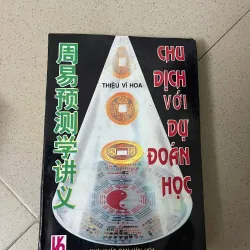 周易预测学讲义
THIỆU VĨ HOA
CHU
DỊCH
VỚI
DỰ
ĐOÁN
HỌC